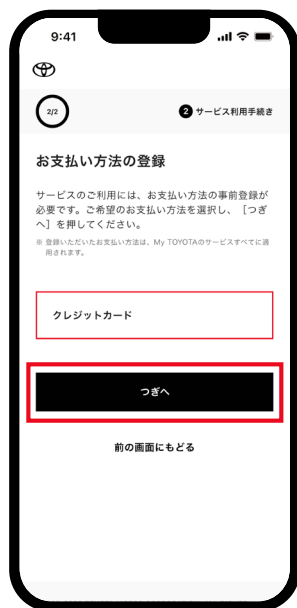 9:41
2/2
2 サービス利用手続き
お支払い方法の登録
サービスのご利用には、お支払い方法の事前登録が
必要です。ご希望のお支払い方法を選択し、［つぎ
へ］を押してください。
※ 登録いただいたお支払い方法は、My TOYOTAのサービスすべてに適
用されます。
クレジットカード
つぎへ
前の画面にもどる